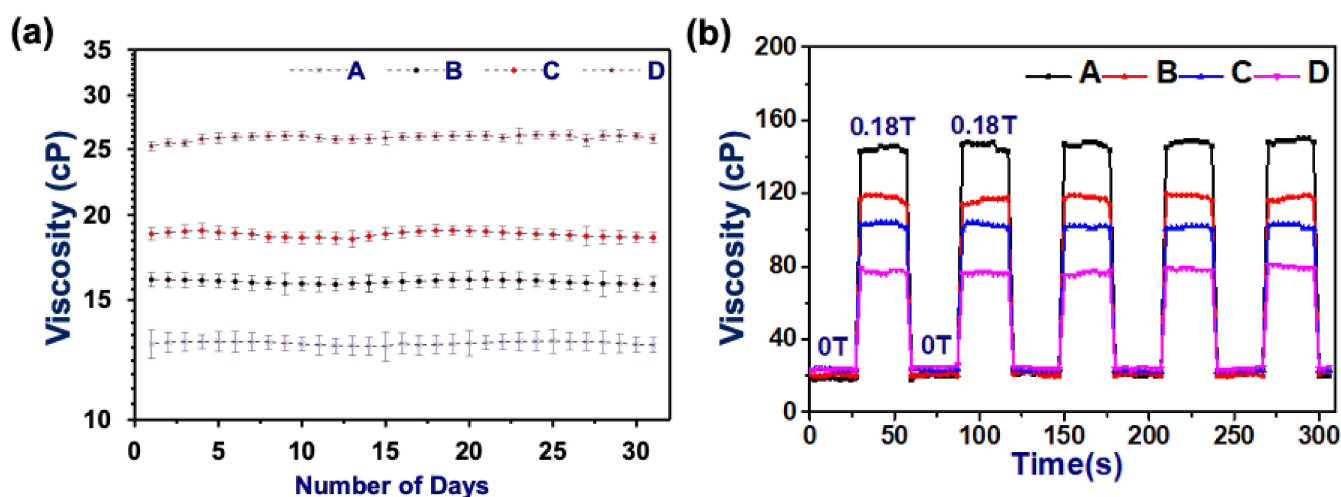 (a)
35
30
25
20
15
10
Viscosity (cP)
A B C D
0 5 10 15 20 25 30
Number of Days
(b)
200
160
120
80
40
0
Viscosity (cP)
A B C D
0.18T 0.18T
0T 0T
0 50 100 150 200 250 300
Time(s)